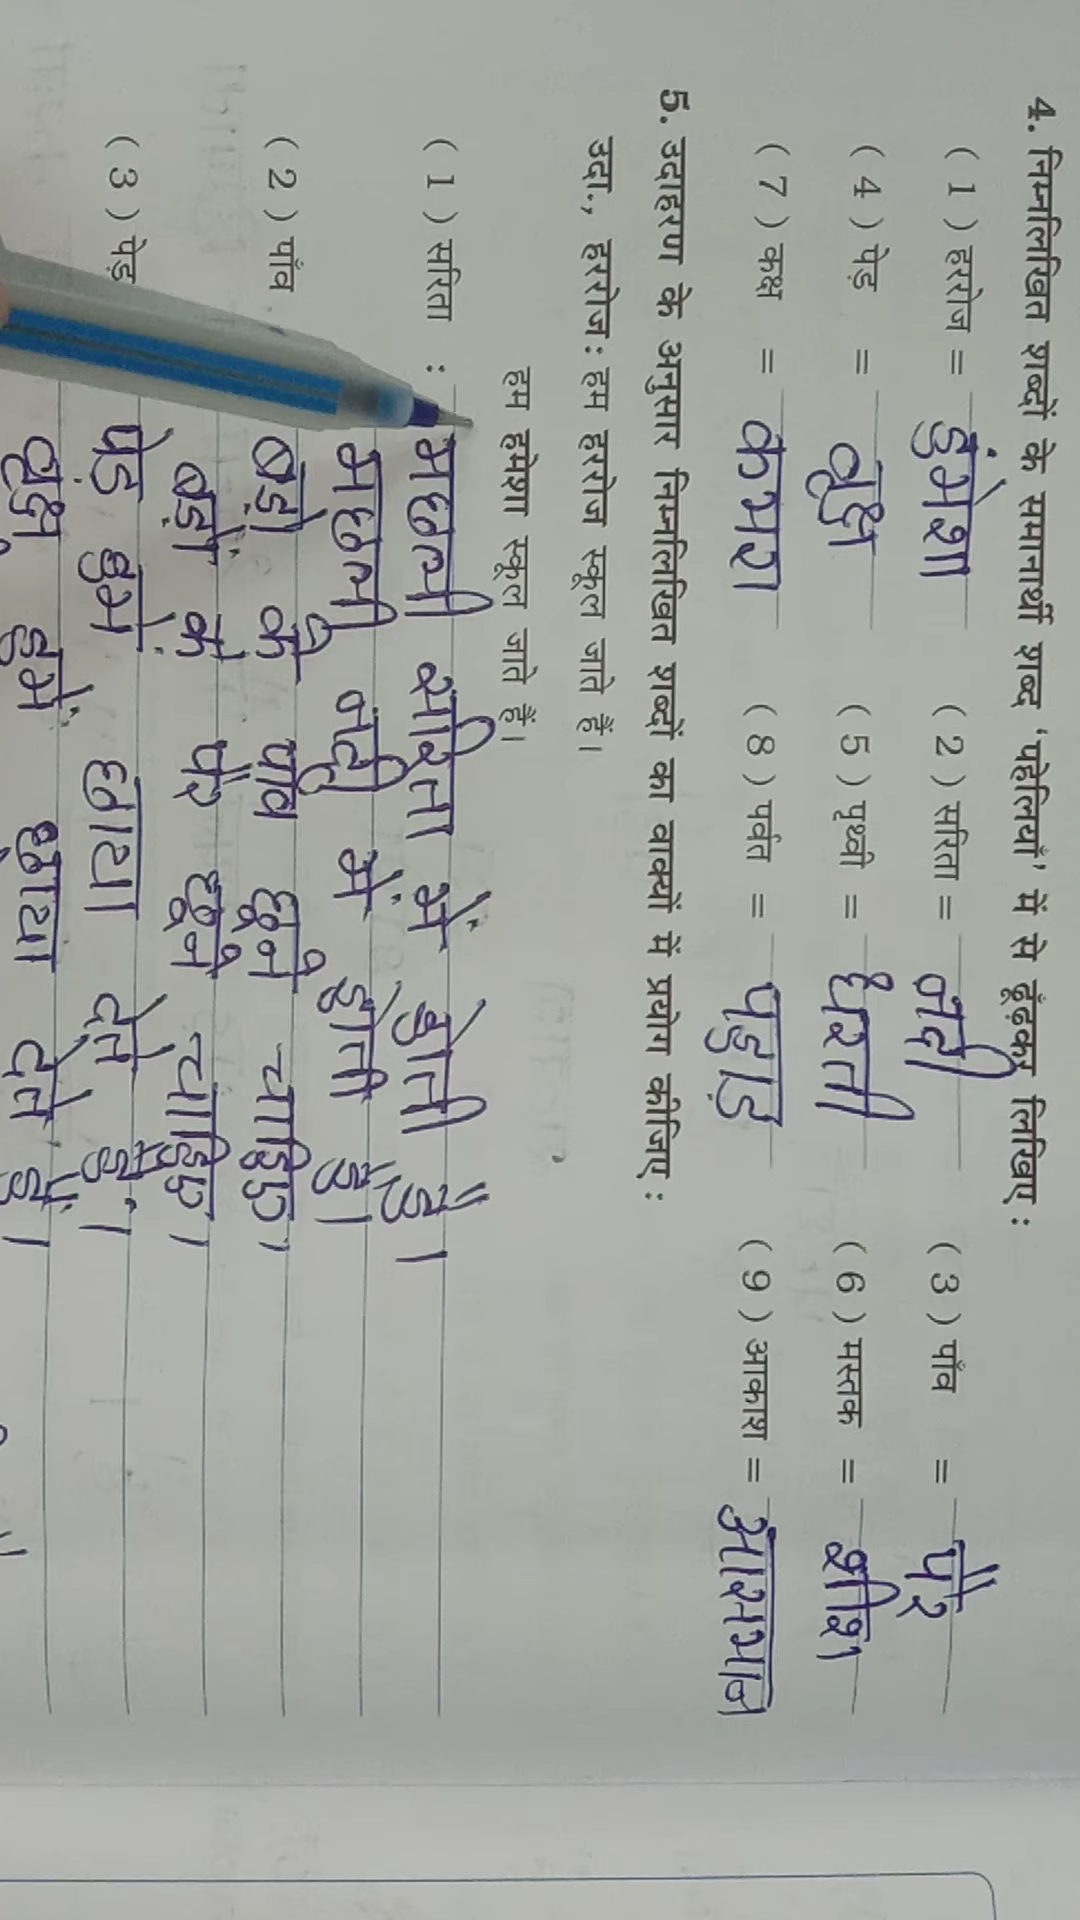 4. निम्नलिखित शब्दों के समानार्थी शब्द 'पहेलियाँ' में से ढूंढ़कर लिखिए :
( 1 ) हररोज = हंमेशा ( 2 ) सरिता = नदी ( 3 ) पाँव = पैर
( 4 ) पेड़ = वृक्ष ( 5 ) पृथ्वी = धरती ( 6 ) मस्तक = शीश
( 7 ) कक्ष = कमरा ( 8 ) पर्वत = पहाड़ ( 9 ) आकाश = आसमान
5. उदाहरण के अनुसार निम्नलिखित शब्दों का वाक्यों में प्रयोग कीजिए :
उदा., हररोज : हम हररोज स्कूल जाते हैं।
हम हमेशा स्कूल जाते हैं।
( 1 ) सरिता : मछली सरिता में होती है।
मछली नदी में होती है।
( 2 ) पाँव बड़ो के पाव छूने चाहिए।
बड़ों के पैर छूने चाहिए।
( 3 ) पेड़ पेड हमें छाया देते हैं।
वृक्ष हमें छाया देते हैं।